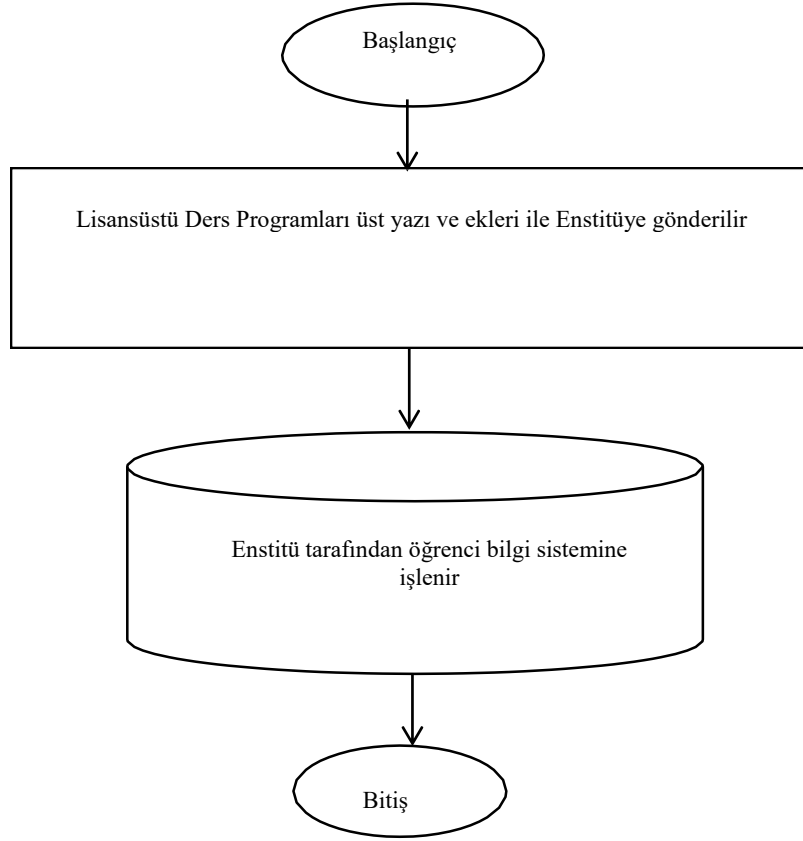 Başlangıç
Lisansüstü Ders Programları üst yazı ve ekleri ile Enstitüye gönderilir
Enstitü tarafından öğrenci bilgi sistemine
işlenir
Bitiş